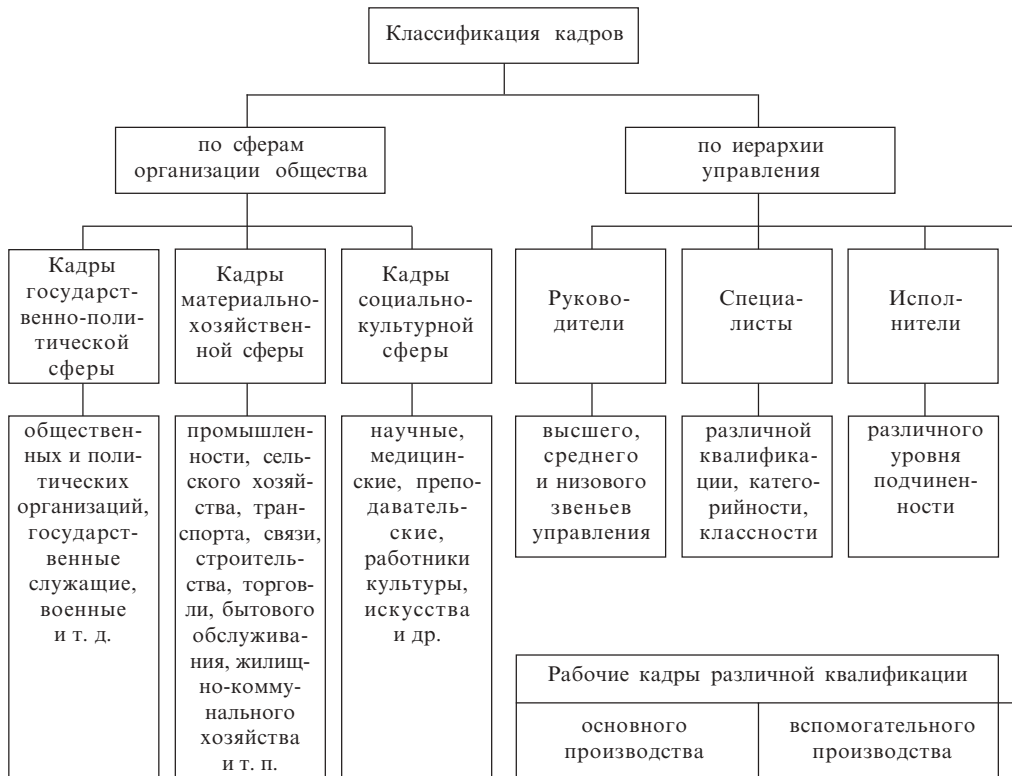 Классификация кадров
по сферам
организации общества
по иерархии
управления
Кадры
государст-
венно-поли-
тической
сферы
Кадры
материально-
хозяйствен-
ной сферы
Кадры
социально-
культурной
сферы
Руково-
дители
Специа-
листы
Испол-
нители
обществен-
ных и поли-
тических
организаций,
государст-
венные
служащие,
военные
и т. д.
промышлен-
ности, сель-
ского хозяй-
ства, тран-
спорта, связи,
строитель-
ства, торгов-
ли, бытового
обслужива-
ния, жилищ-
но-комму-
нального
хозяйства
и т. п.
научные,
медицин-
ские, препо-
даватель-
ские,
работники
культуры,
искусства
и др.
высшего,
среднего
и низового
звеньев
управления
различной
квалифика-
ции, катего-
рийности,
классности
различного
уровня
подчинен-
ности
Рабочие кадры различной квалификации
основного
производства
вспомогательного
производства